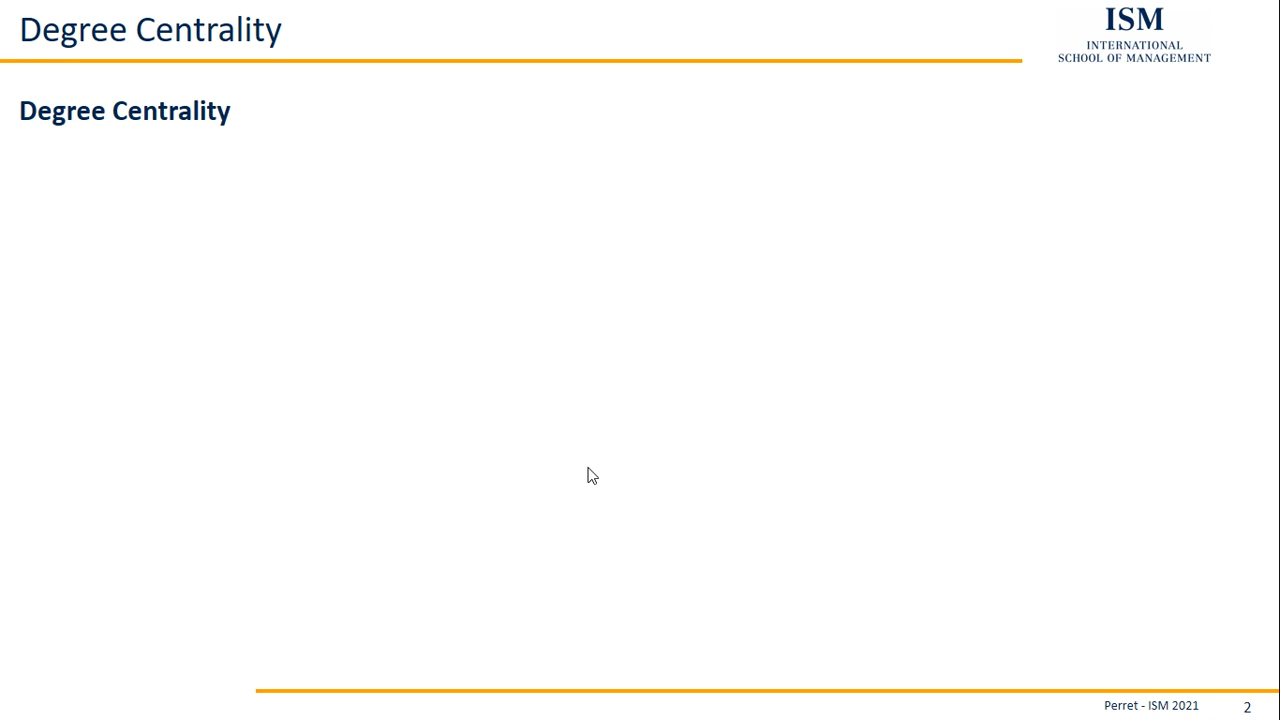 Degree Centrality
ISM
INTERNATIONAL
SCHOOL OF MANAGEMENT
Degree Centrality
Perret - ISM 2021
2